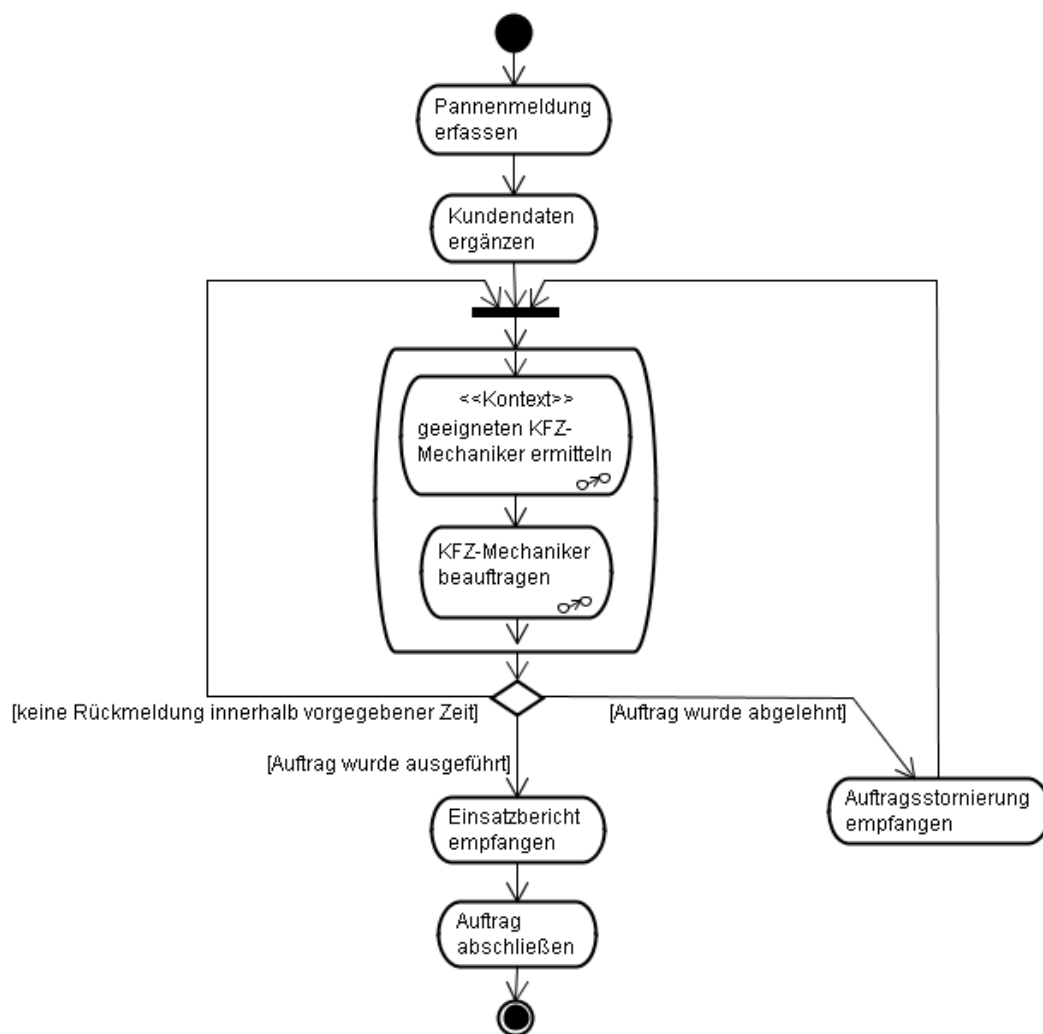 Pannenmeldung
erfassen
Kundendaten
ergänzen
<<Kontext>>
geeigneten KFZ-
Mechaniker ermitteln
KFZ-Mechaniker
beauftragen
[keine Rückmeldung innerhalb vorgegebener Zeit]
[Auftrag wurde abgelehnt]
[Auftrag wurde ausgeführt]
Auftragsstornierung
empfangen
Einsatzbericht
empfangen
Auftrag
abschließen